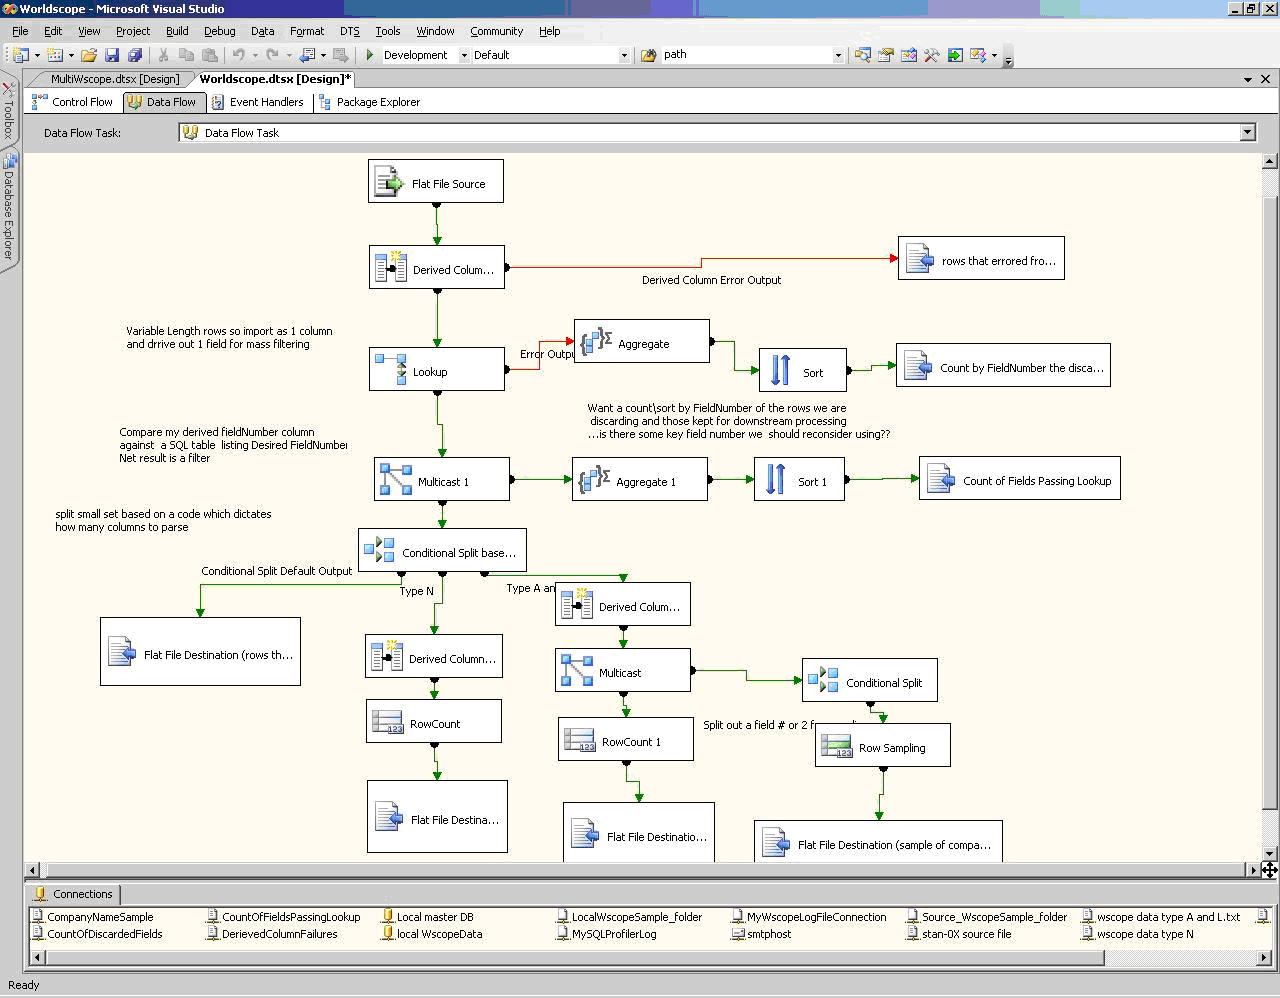 Worldscope - Microsoft Visual Studio
File Edit View Project Build Debug Data Format DTS Tools Window Community Help
Development Default path
MultiWscope.dtsx [Design] Worldscope.dtsx [Design]*
Control Flow Data Flow Event Handlers Package Explorer
Data Flow Task: Data Flow Task
Toolbox
Database Explorer
Flat File Source
Derived Colum...
rows that errored fro...
Derived Column Error Output
Variable Length rows so import as 1 column
and drrive out 1 field for mass filtering
Error Outpu
Aggregate
Lookup
Sort
Count by FieldNumber the disca...
Want a count\sort by FieldNumber of the rows we are
discarding and those kept for downstream processing
...is there some key field number we should reconsider using??
Compare my derived fieldNumber column
against a SQL table listing Desired FieldNumber
Net result is a filter
Multicast 1
Aggregate 1
Sort 1
Count of Fields Passing Lookup
split small set based on a code which dictates
how many columns to parse
Conditional Split base...
Conditional Split Default Output
Type N
Type A an
Derived Colum...
Flat File Destination (rows th...
Derived Column...
Multicast
Conditional Split
RowCount
RowCount 1
Split out a field # or 2 f
Row Sampling
Flat File Destina...
Flat File Destinatio...
Flat File Destination (sample of compa...
Connections
CompanyNameSample CountOfFieldsPassingLookup Local master DB LocalWscopeSample_folder MyWscopeLogFileConnection Source_WscopeSample_folder wscope data type A and L.txt
CountOfDiscardedFields DerievedColumnFailures local WscopeData MySQLProfilerLog smtphost stan-0X source file wscope data type N
Ready